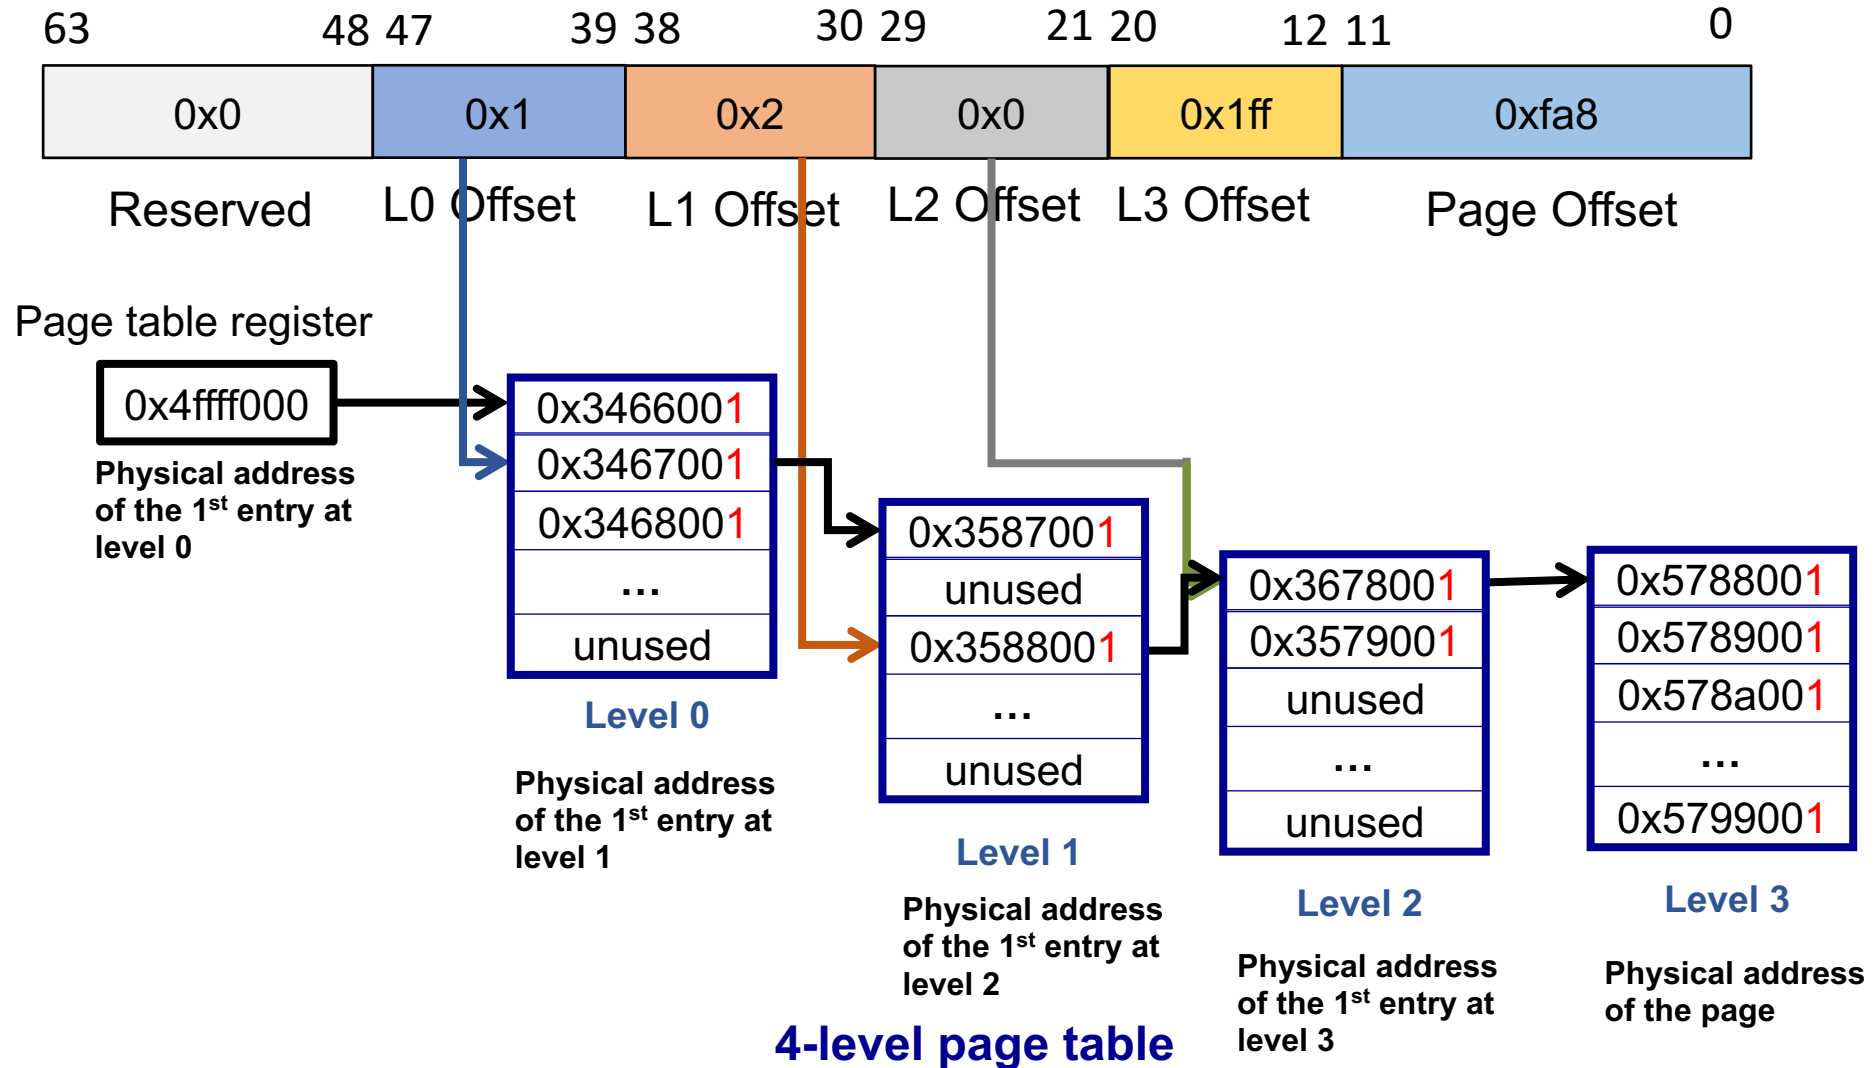 63 48 47 39 38 30 29 21 20 12 11 0
0x0 0x1 0x2 0x0 0x1ff 0xfa8
Reserved L0 Offset L1 Offset L2 Offset L3 Offset Page Offset
Page table register
0x4ffff000
Physical address
of the 1st entry at
level 0
0x3466001
0x3467001
0x3468001
...
unused
Level 0
Physical address
of the 1st entry at
level 1
0x3587001
unused
0x3588001
...
unused
Level 1
Physical address
of the 1st entry at
level 2
0x3678001
0x3579001
unused
...
unused
Level 2
Physical address
of the 1st entry at
level 3
0x5788001
0x5789001
0x578a001
...
0x5799001
Level 3
Physical address
of the page
4-level page table